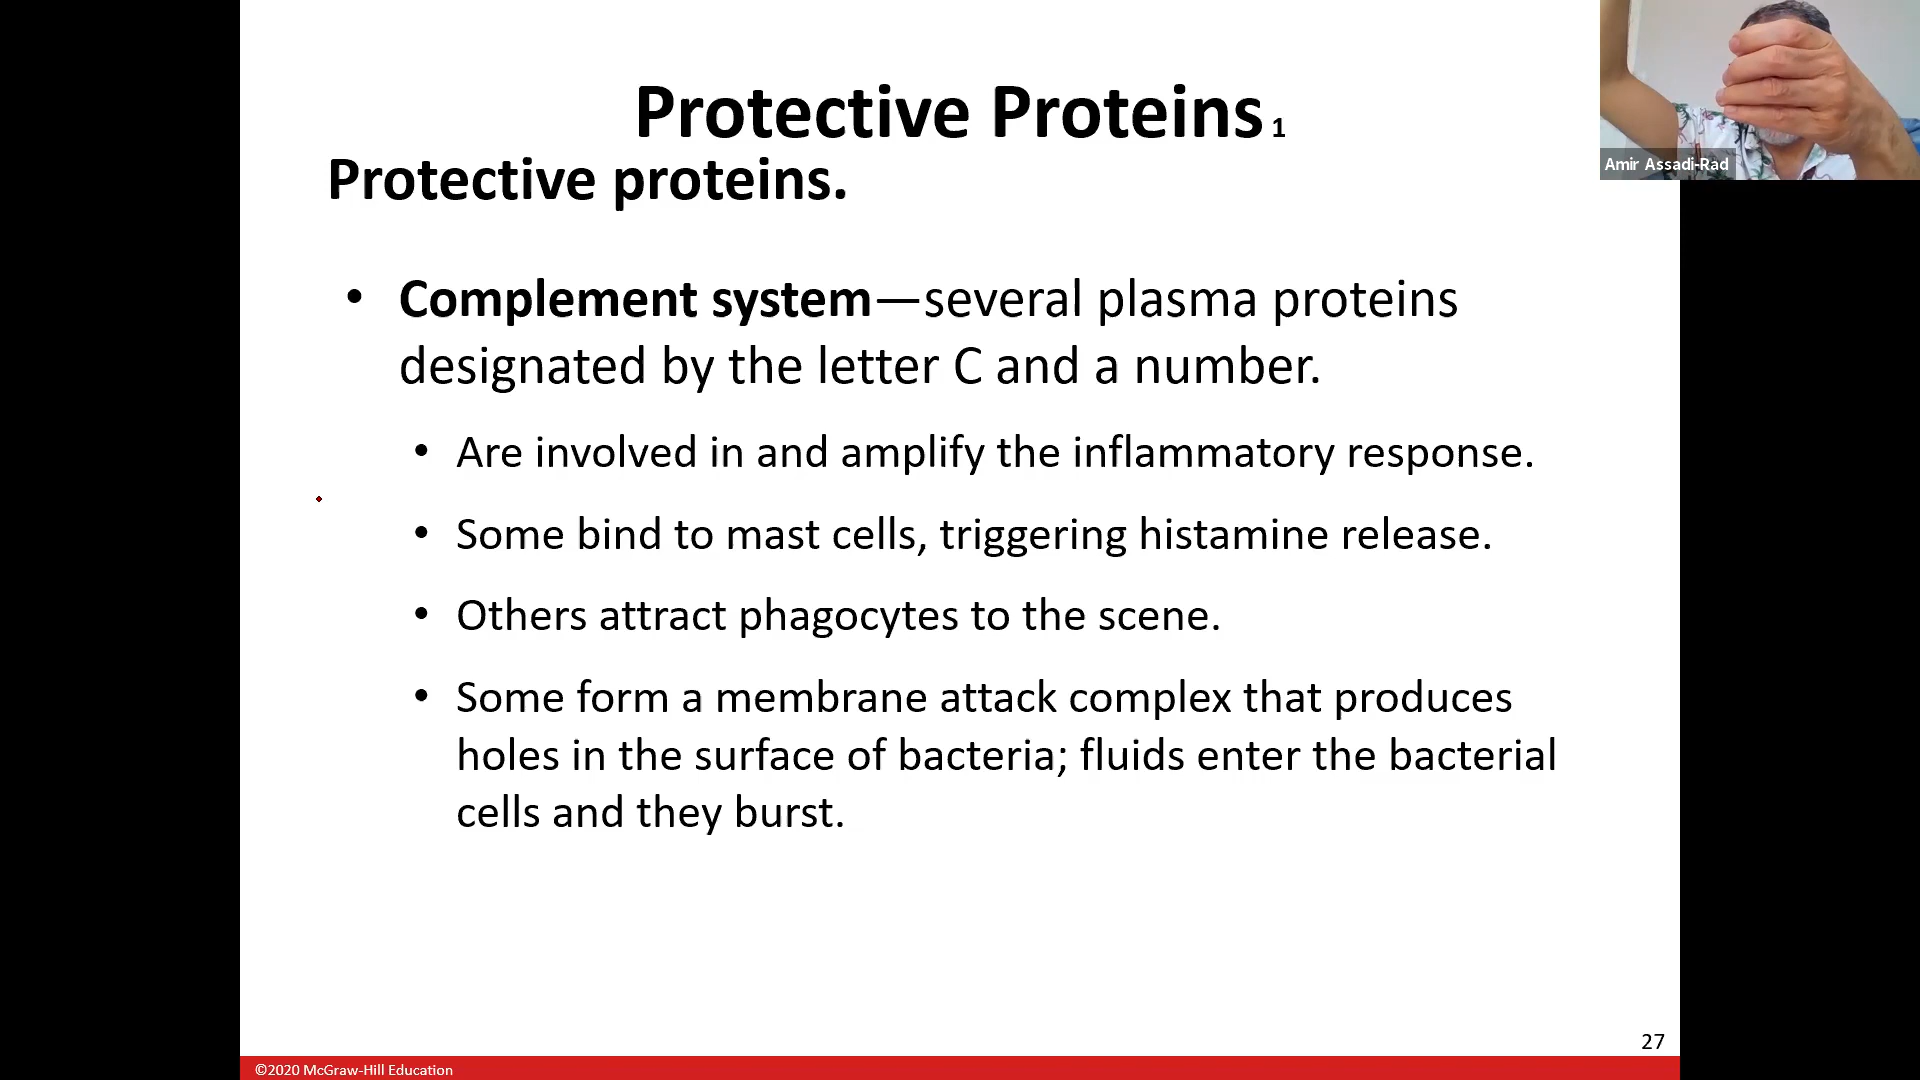 Protective Proteins 1
Amir Assadi-Rad
Protective proteins.
• Complement system—several plasma proteins
designated by the letter C and a number.
• Are involved in and amplify the inflammatory response.
• Some bind to mast cells, triggering histamine release.
• Others attract phagocytes to the scene.
• Some form a membrane attack complex that produces
holes in the surface of bacteria; fluids enter the bacterial
cells and they burst.
27
©2020 McGraw-Hill Education